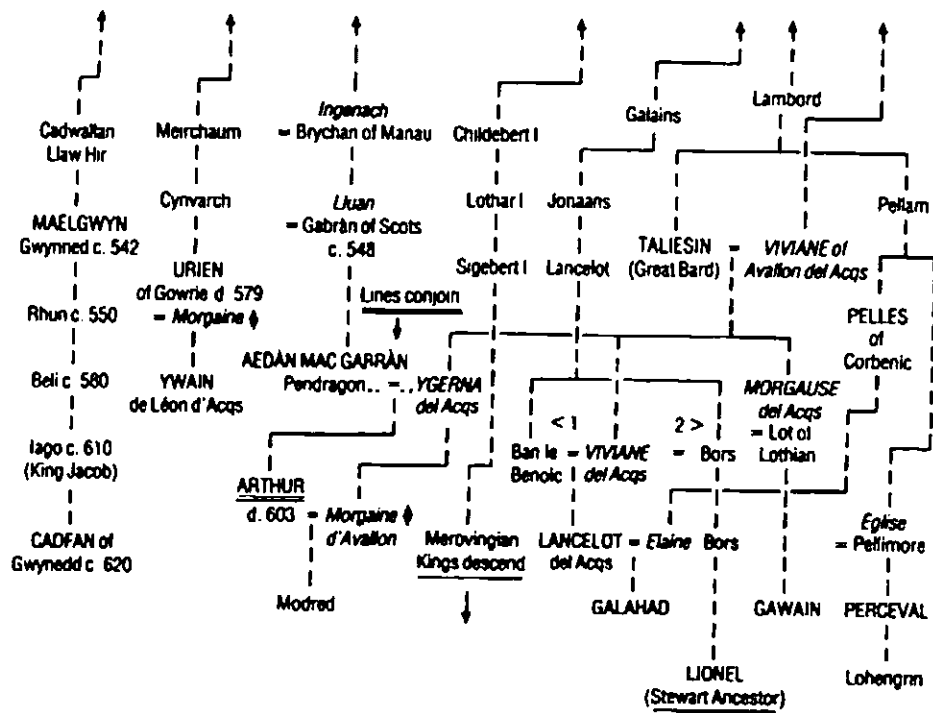 Cadwaltan
Llaw Hir
MAELGWYN
Gwynned c. 542
Rhun c. 550
Beli c. 580
Iago c. 610
(King Jacob)
CADFAN of
Gwynedd c 620
Meirchaum
Cynvarch
URIEN
of Gowrie d 579
= Morgaine ♦
YWAIN
de Léon d'Acqs
Ingenach
= Brychan of Manau
Lluan
= Gabràn of Scots
c. 548
Lines conjoin
AEDÀN MAC GARRÀN
Pendragon . . = . . YGERNA
del Acqs
ARTHUR
d. 603 = Morgaine ♦
d'Avallon
Modred
Childebert I
Lothar I
Sigebert I
Merovingian
Kings descend
Galains
Jonaans
Lancelot
< 1
2 >
Ban le = VIVIANE = Bors
Benoic del Acqs
LANCELOT = Elaine
del Acqs
Bors
GALAHAD
LIONEL
(Stewart Ancestor)
Lambord
TALIESIN = VIVIANE of
(Great Bard) Avallon del Acqs
MORGAUSE
del Acqs
= Lot of
Lothian
GAWAIN
Pellam
PELLES
of
Corbenic
Eglise
= Pellimore
PERCEVAL
Lohengrin